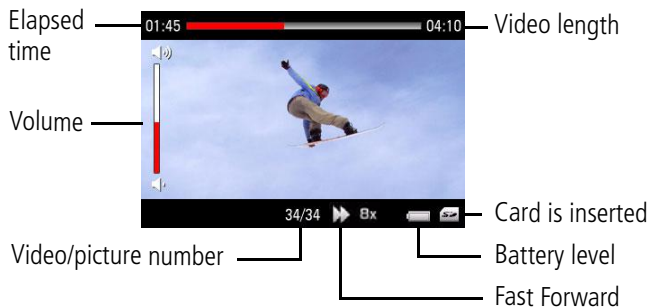 Elapsed
time
01:45
04:10
Video length
Volume
34/34
8x
Card is inserted
Video/picture number
Battery level
Fast Forward